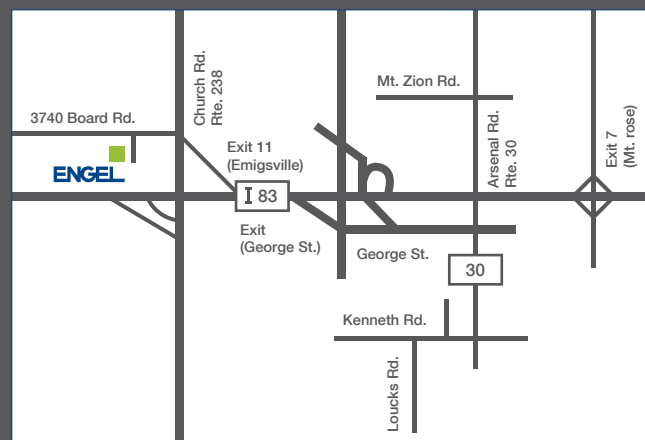 Church Rd.
Rte. 238
Mt. Zion Rd.
3740 Board Rd.
Exit 11
(Emigsville)
Arsenal Rd.
Rte. 30
Exit 7
(Mt. rose)
ENGEL
I 83
Exit
(George St.)
George St.
30
Kenneth Rd.
Loucks Rd.